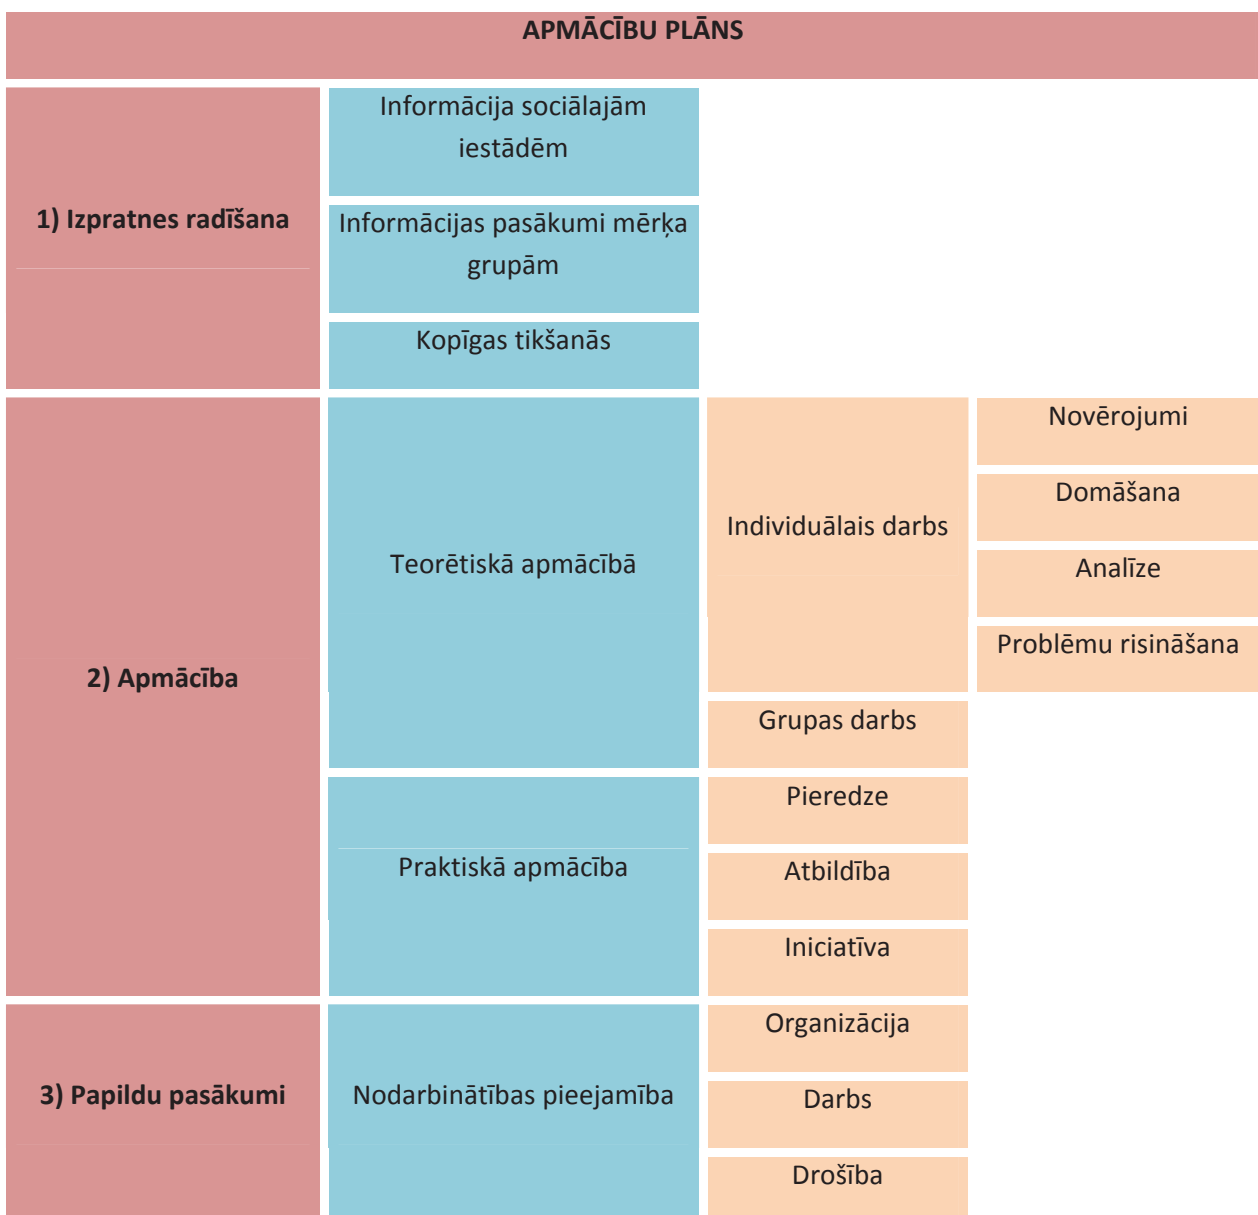 APMĀCĪBU PLĀNS
1) Izpratnes radīšana
Informācija sociālajām
iestādēm
Informācijas pasākumi mērķa
grupām
Kopīgas tikšanās
2) Apmācība
Teorētiskā apmācībā
Individuālais darbs
Novērojumi
Domāšana
Analīze
Problēmu risināšana
Grupas darbs
Praktiskā apmācība
Pieredze
Atbildība
Iniciatīva
3) Papildu pasākumi
Nodarbinātības pieejamība
Organizācija
Darbs
Drošība